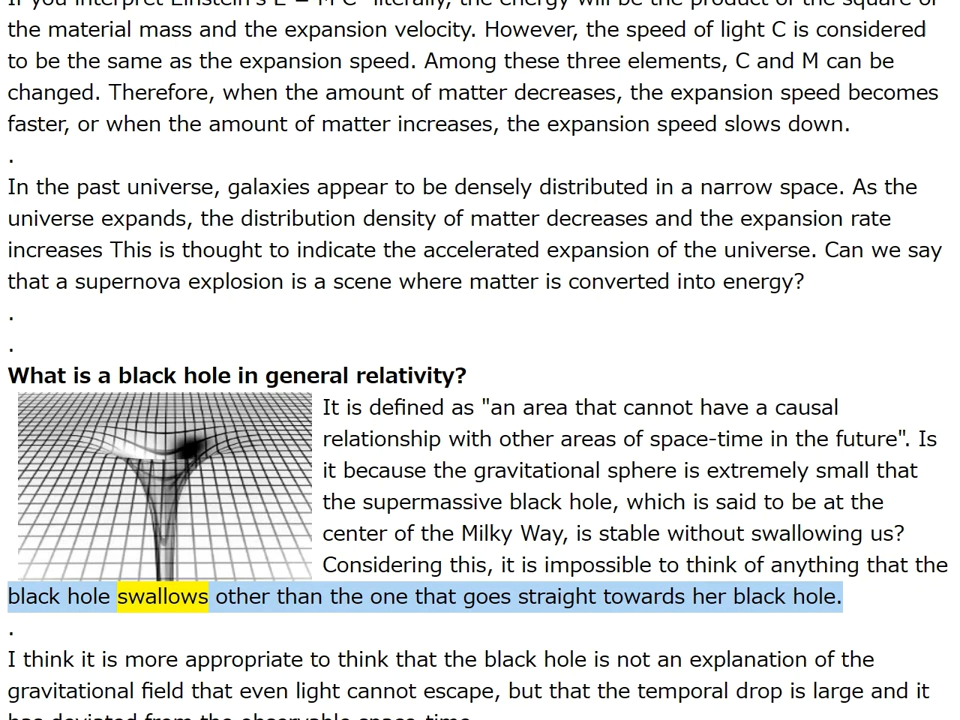 the material mass and the expansion velocity. However, the speed of light C is considered
to be the same as the expansion speed. Among these three elements, C and M can be
changed. Therefore, when the amount of matter decreases, the expansion speed becomes
faster, or when the amount of matter increases, the expansion speed slows down.
.
In the past universe, galaxies appear to be densely distributed in a narrow space. As the
universe expands, the distribution density of matter decreases and the expansion rate
increases This is thought to indicate the accelerated expansion of the universe. Can we say
that a supernova explosion is a scene where matter is converted into energy?
.
.
What is a black hole in general relativity?
It is defined as "an area that cannot have a causal
relationship with other areas of space-time in the future". Is
it because the gravitational sphere is extremely small that
the supermassive black hole, which is said to be at the
center of the Milky Way, is stable without swallowing us?
Considering this, it is impossible to think of anything that the
black hole swallows other than the one that goes straight towards her black hole.
.
I think it is more appropriate to think that the black hole is not an explanation of the
gravitational field that even light cannot escape, but that the temporal drop is large and it